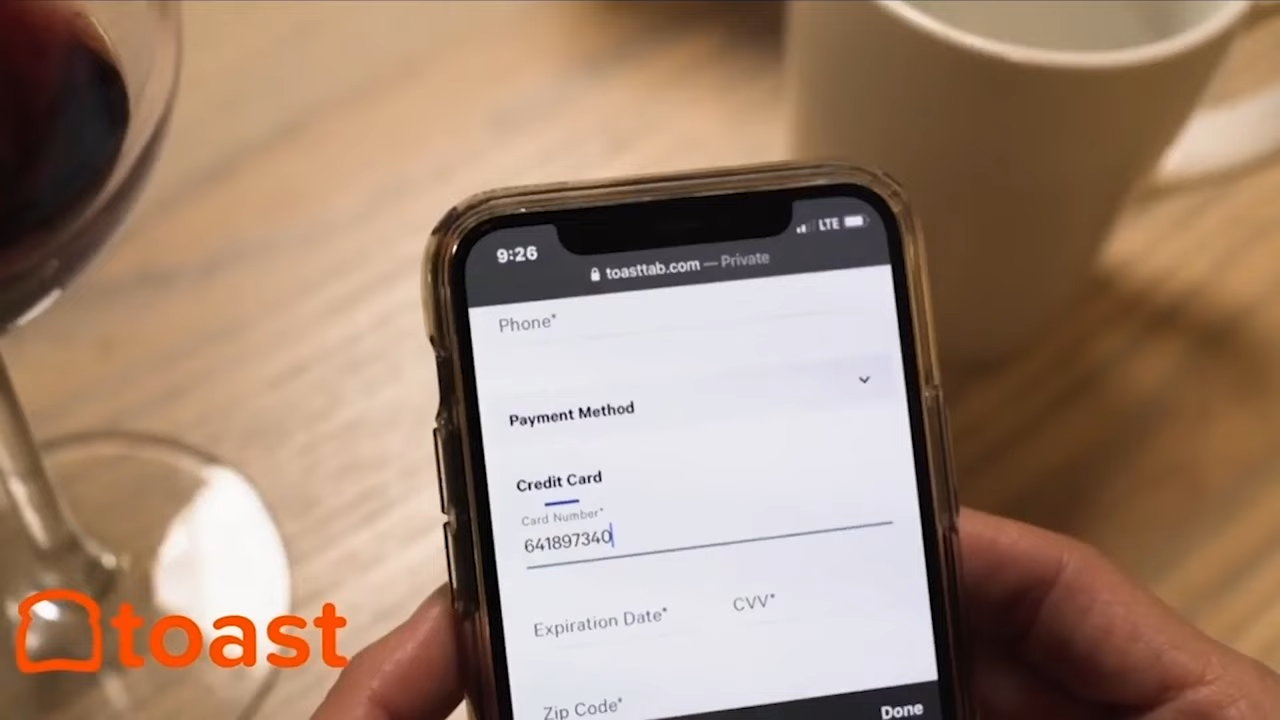 9:26
LTE
toasttab.com — Private
Phone*
Payment Method
Credit Card
Card Number*
641897340
Expiration Date* CVV*
Zip Code*
Done
toast